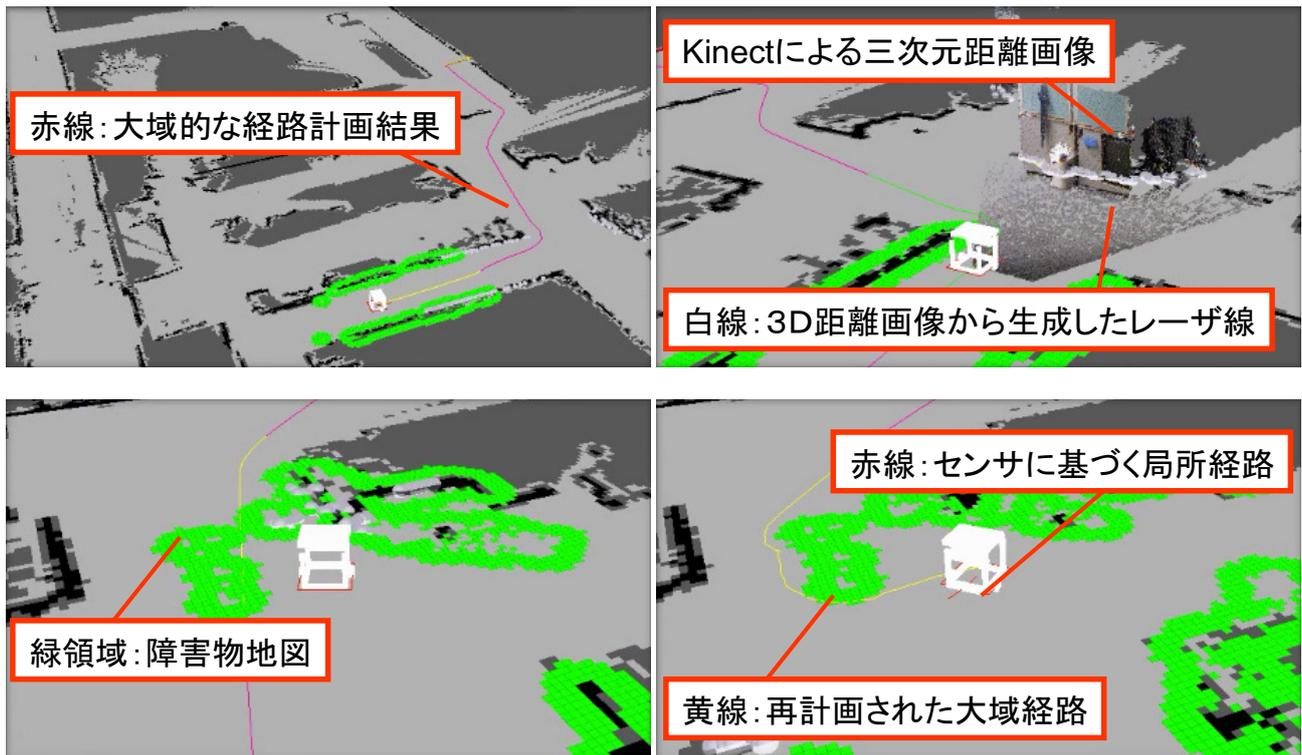 赤線：大域的な経路計画結果
Kinectによる三次元距離画像
白線：３D距離画像から生成したレーザ線
緑領域：障害物地図
赤線：センサに基づく局所経路
黄線：再計画された大域経路